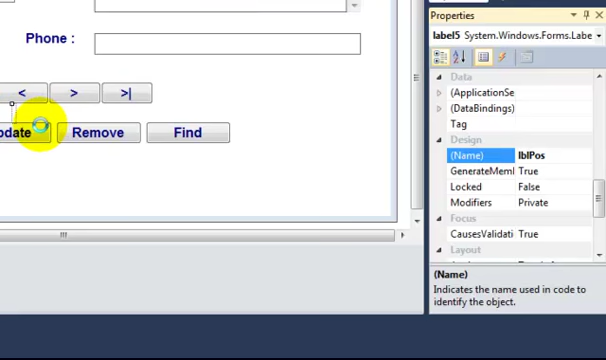 Properties
label5 System.Windows.Forms.Labe
Phone :
Data
(ApplicationSe
(DataBindings)
Tag
< > >|
Design
(Name) lblPos
pdate Remove Find
GenerateMeml True
Locked False
Modifiers Private
Focus
CausesValidati True
Layout
(Name)
Indicates the name used in code to
identify the object.